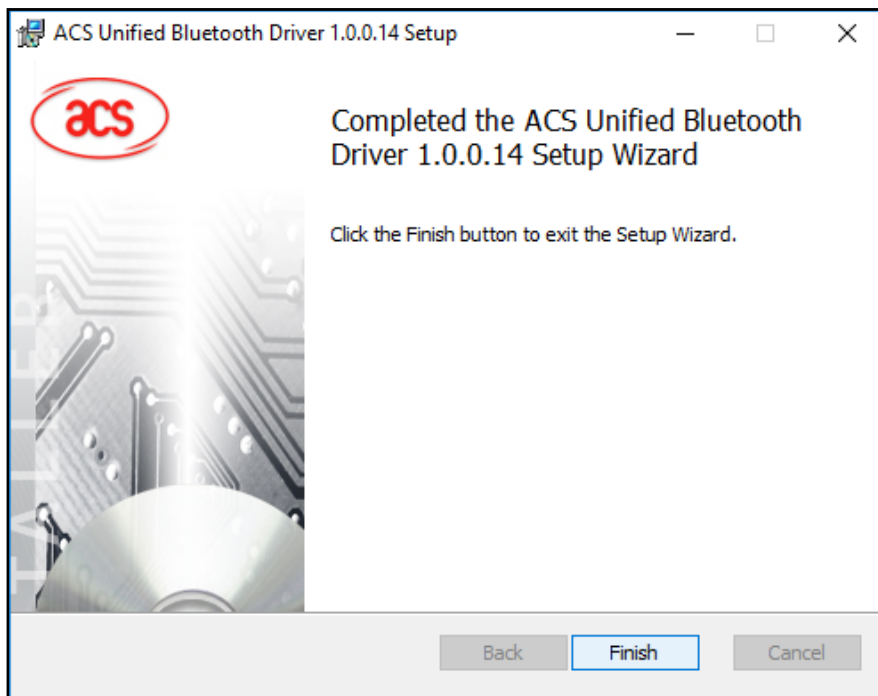 ACS Unified Bluetooth Driver 1.0.0.14 Setup
acs
Completed the ACS Unified Bluetooth
Driver 1.0.0.14 Setup Wizard
Click the Finish button to exit the Setup Wizard.
Back
Finish
Cancel